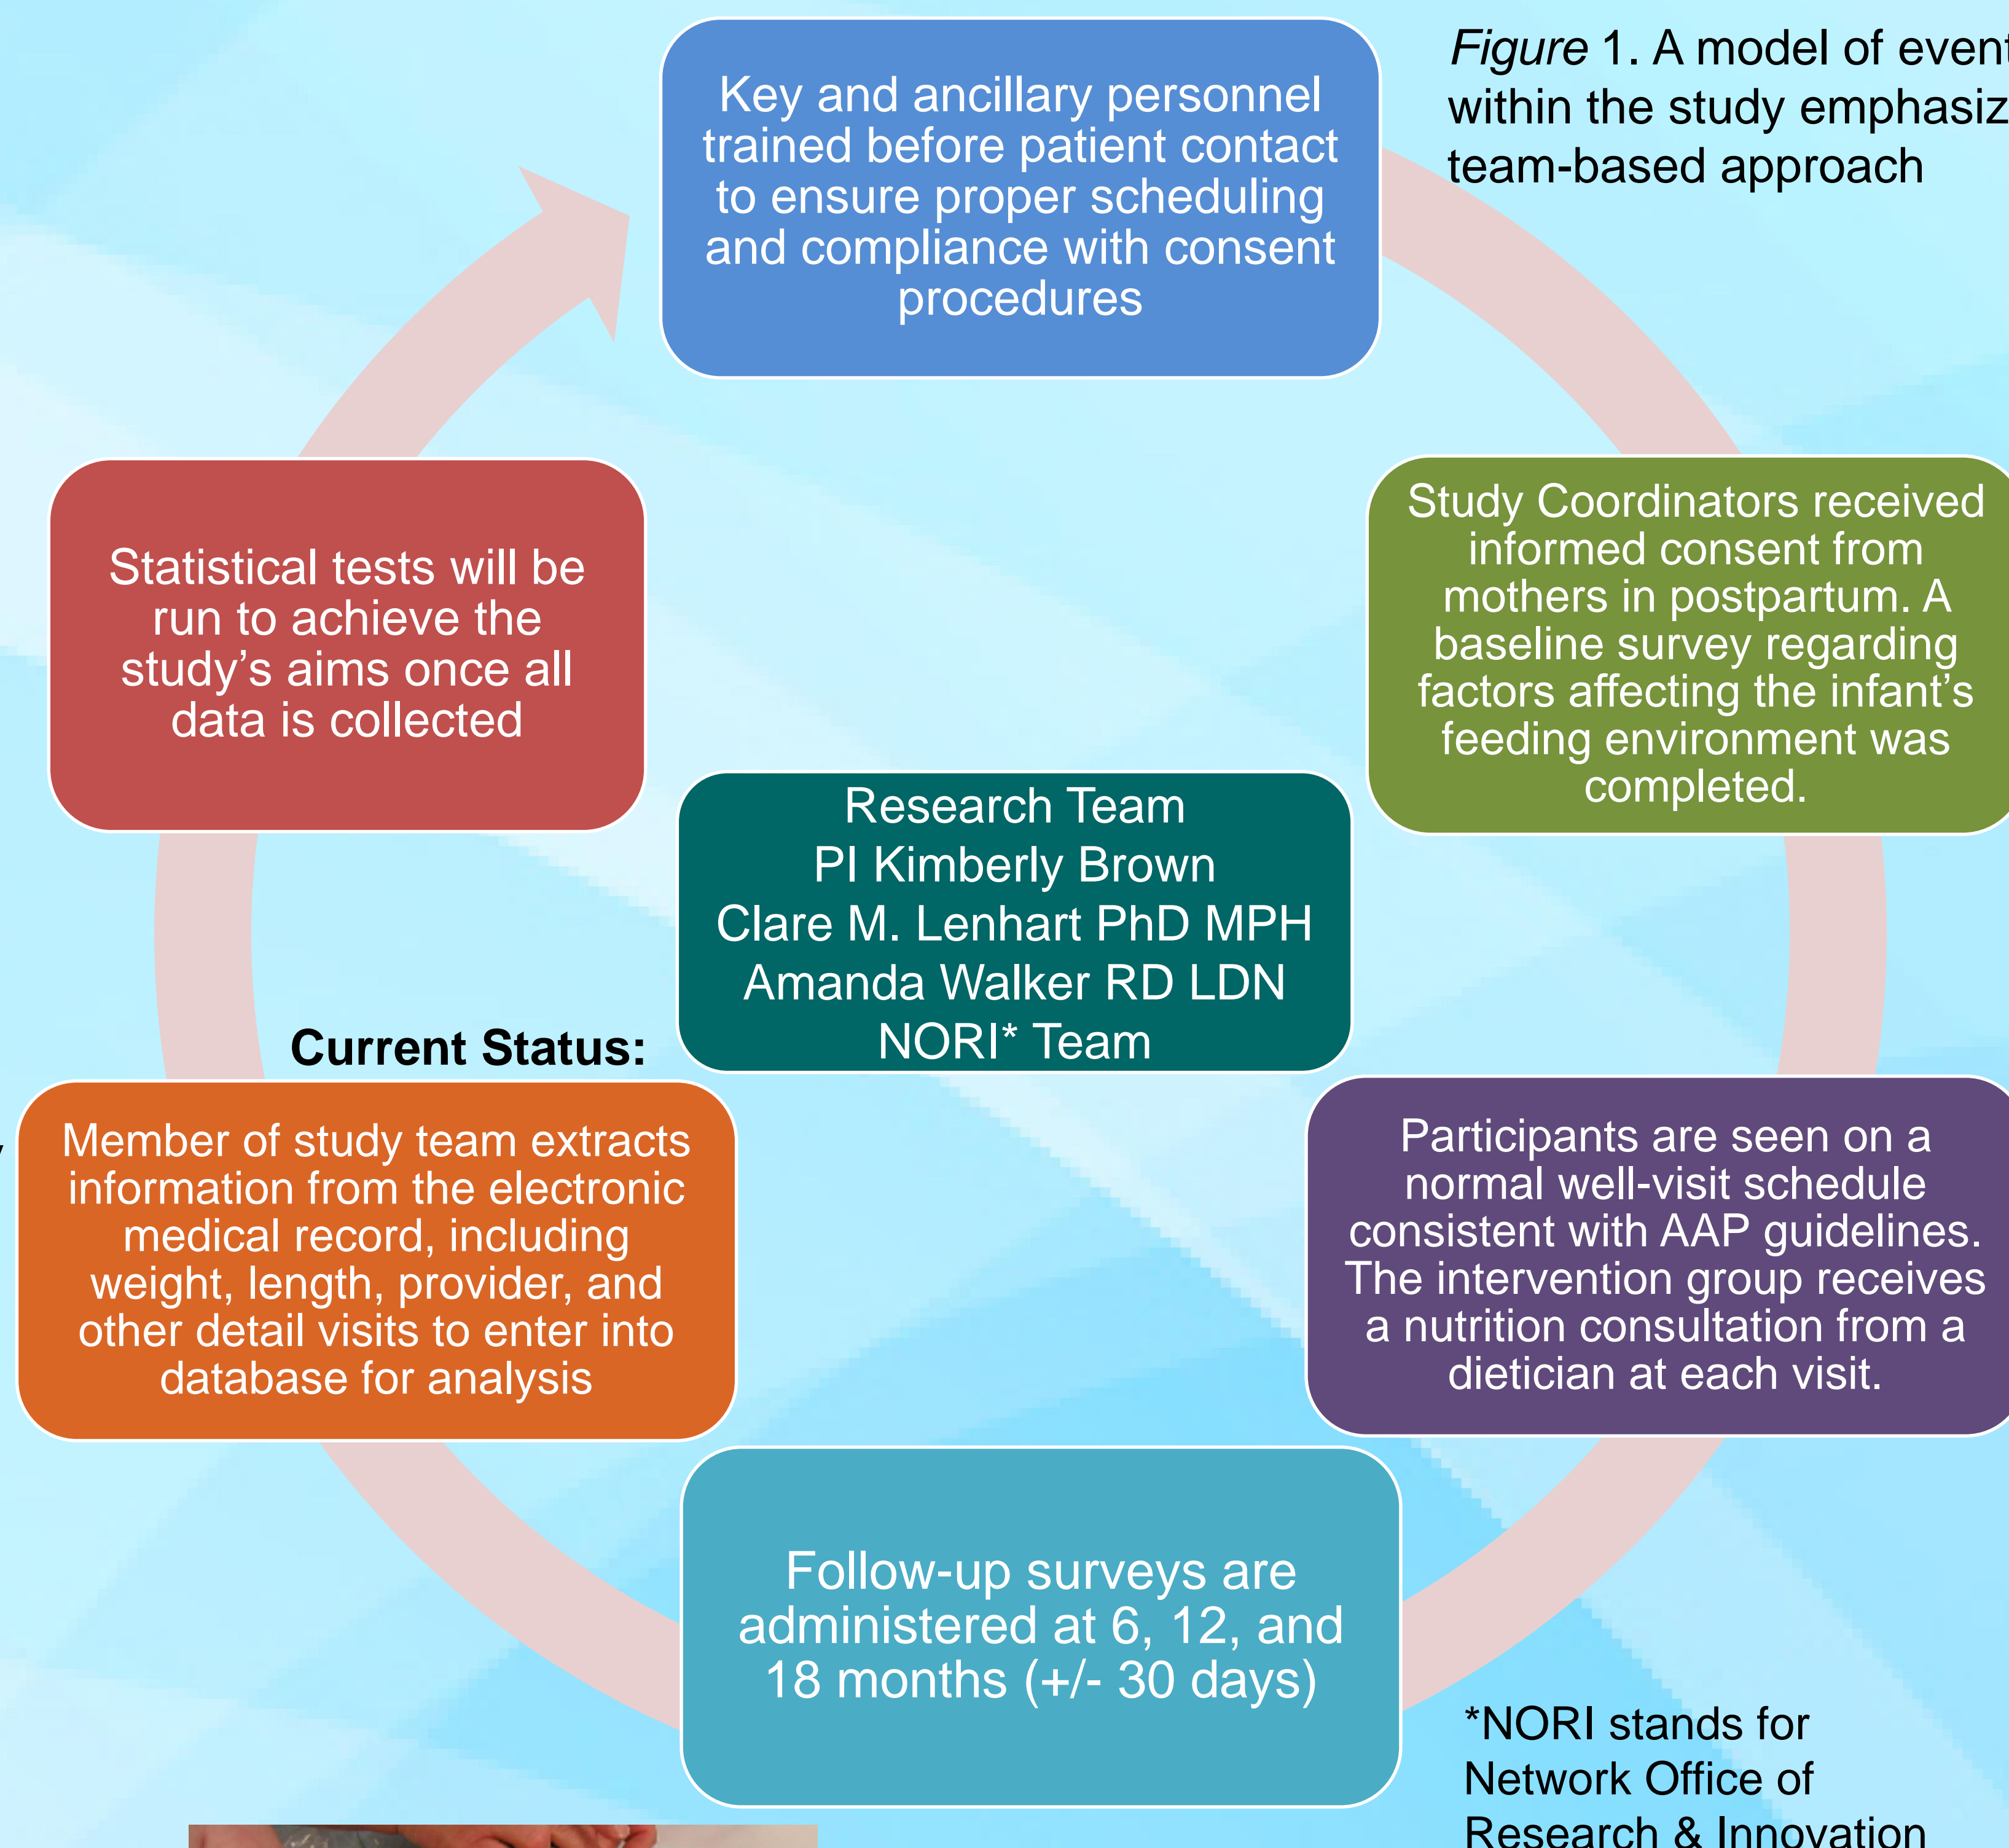 Figure 1. A model of event
within the study emphasiz
team-based approach
Key and ancillary personnel
trained before patient contact
to ensure proper scheduling
and compliance with consent
procedures
Study Coordinators received
informed consent from
mothers in postpartum. A
baseline survey regarding
factors affecting the infant’s
feeding environment was
completed.
Participants are seen on a
normal well-visit schedule
consistent with AAP guidelines.
The intervention group receives
a nutrition consultation from a
dietician at each visit.
Follow-up surveys are
administered at 6, 12, and
18 months (+/- 30 days)
Current Status:
Member of study team extracts
information from the electronic
medical record, including
weight, length, provider, and
other detail visits to enter into
database for analysis
Statistical tests will be
run to achieve the
study’s aims once all
data is collected
Research Team
PI Kimberly Brown
Clare M. Lenhart PhD MPH
Amanda Walker RD LDN
NORI* Team
*NORI stands for
Network Office of
Research & Innovation